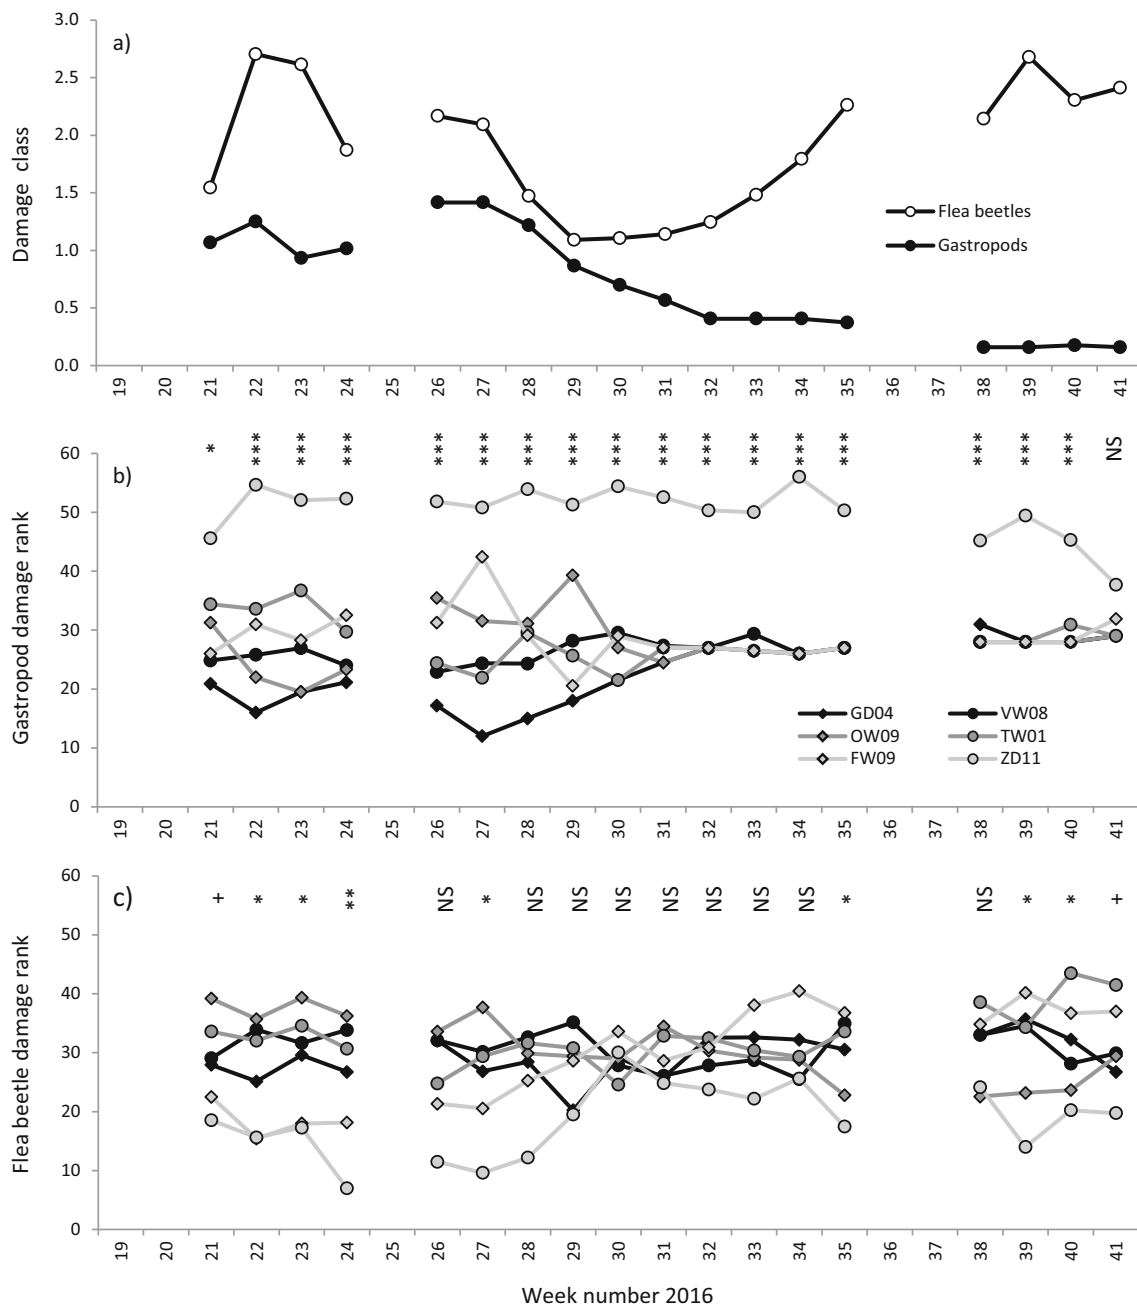 a)
Damage class
3.0
2.5
2.0
1.5
1.0
0.5
0.0
Flea beetles
Gastropods
19 20 21 22 23 24 25 26 27 28 29 30 31 32 33 34 35 36 37 38 39 40 41
b)
Gastropod damage rank
* *** *** *** *** *** *** *** *** *** *** *** *** *** *** *** *** NS
60
50
40
30
20
10
0
GD04 VW08
OW09 TW01
FW09 ZD11
19 20 21 22 23 24 25 26 27 28 29 30 31 32 33 34 35 36 37 38 39 40 41
c)
Flea beetle damage rank
+ * * ** NS * NS NS NS NS NS NS NS * NS * * +
60
50
40
30
20
10
0
19 20 21 22 23 24 25 26 27 28 29 30 31 32 33 34 35 36 37 38 39 40 41
Week number 2016